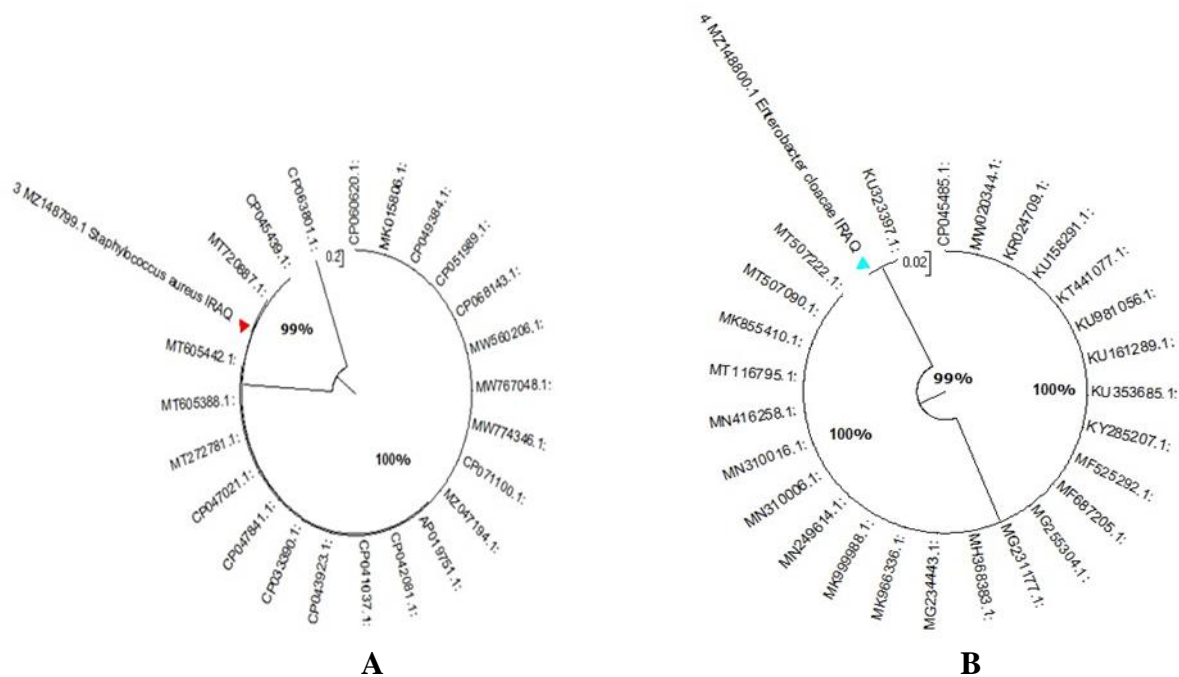 3 MZ148799.1 Staphylococcus aureus IRAQ
MT720887.1:
CP045439.1:
CP063801.1:
0.2
CP060620.1:
MK015806.1:
CP049384.1:
CP051989.1:
CP068143.1:
MW560206.1:
MW767048.1:
MW774346.1:
CP071100.1:
MZ047194.1:
AP019751.1:
CP042081.1:
CP041037.1:
CP043923.1:
CP033390.1:
CP047841.1:
CP047021.1:
MT272781.1:
MT605388.1:
MT605442.1:
99%
100%
A
4 MZ148800.1 Enterobacter cloacae IRAQ
KU323397.1:
0.02
CP045485.1:
MW020344.1:
KR024709.1:
KU158291.1:
KT441077.1:
KU981056.1:
KU161289.1:
KU353685.1:
KY285207.1:
MF525292.1:
MF687205.1:
MG255304.1:
MG231177.1:
MH368383.1:
MG234443.1:
MK966336.1:
MK999988.1:
MN249614.1:
MN310006.1:
MN310016.1:
MN416258.1:
MT116795.1:
MK855410.1:
MT507090.1:
MT507222.1:
99%
100%
100%
B